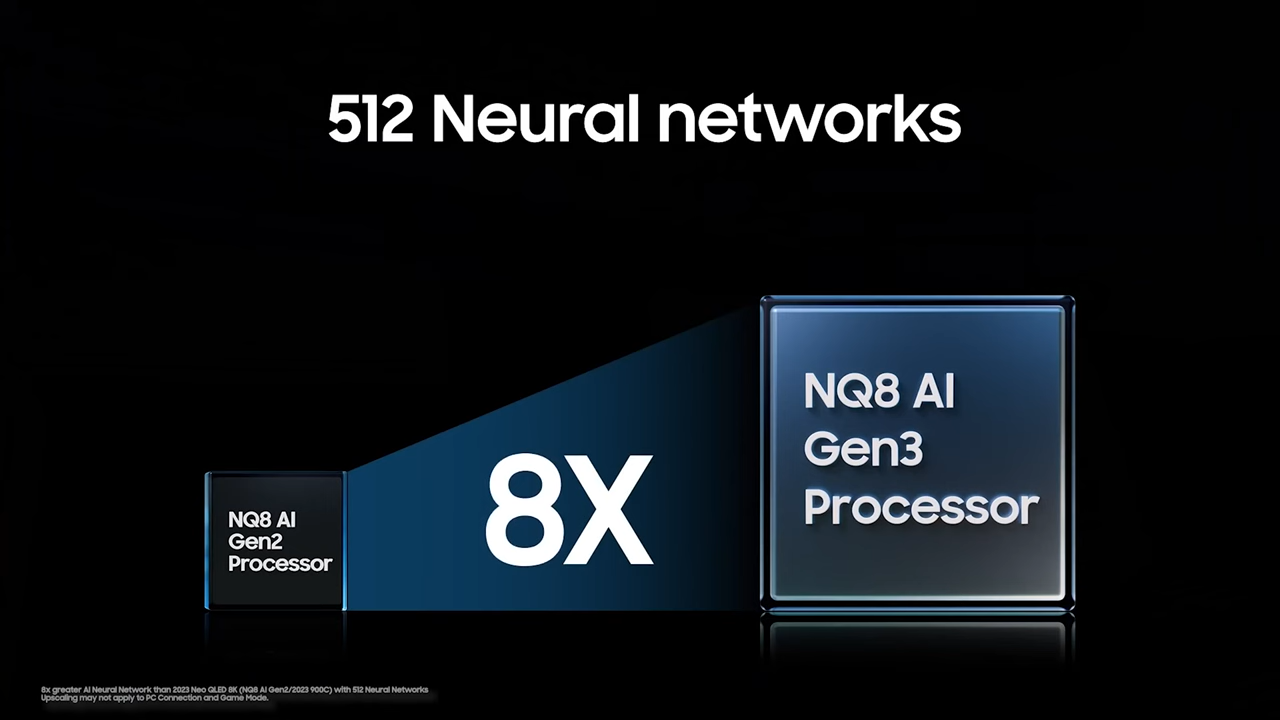 512 Neural networks
8X
NQ8 AI
Gen2
Processor
NQ8 AI
Gen3
Processor
8x greater AI Neural Network than 2023 Neo QLED 8K (NQ8 AI Gen2/2023 900C) with 512 Neural Networks
Upscaling may not apply to PC Connection and Game Mode.